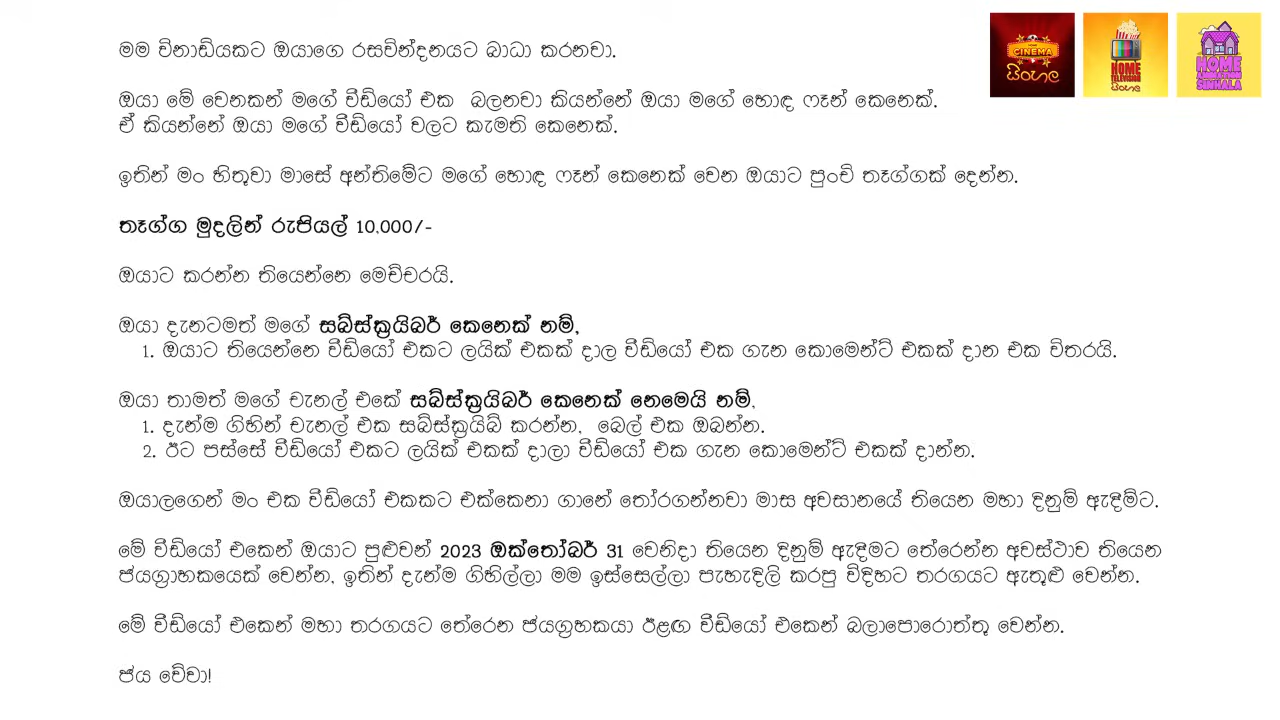 CINEMA
සිංහල
HOME
TELEVISION
සිංහල
HOME
ANIMATION
SINHALA
මම විනාඩියකට ඔයාගෙ රසවින්දනයට බාධා කරනවා.
ඔයා මේ වෙනකන් මගේ වීඩියෝ එක බලනවා කියන්නේ ඔයා මගේ හොඳ ෆෑන් කෙනෙක්.
ඒ කියන්නේ ඔයා මගේ වීඩියෝ වලට කැමති කෙනෙක්.
ඉතින් මං හිතුවා මාසේ අන්තිමේට මගේ හොඳ ෆෑන් කෙනෙක් වෙන ඔයාට පුංචි තෑග්ගක් දෙන්න.
තෑග්ග මුදලින් රුපියල් 10,000/-
ඔයාට කරන්න තියෙන්නෙ මෙච්චරයි.
ඔයා දැනටමත් මගේ සබ්ස්ක්‍රයිබර් කෙනෙක් නම්,
1. ඔයාට තියෙන්නෙ වීඩියෝ එකට ලයික් එකක් දාල වීඩියෝ එක ගැන කොමෙන්ට් එකක් දාන එක විතරයි.
ඔයා තාමත් මගේ චැනල් එකේ සබ්ස්ක්‍රයිබර් කෙනෙක් නෙමෙයි නම්,
1. දැන්ම ගිහින් චැනල් එක සබ්ස්ක්‍රයිබ් කරන්න, බෙල් එක ඔබන්න.
2. ඊට පස්සේ වීඩියෝ එකට ලයික් එකක් දාලා වීඩියෝ එක ගැන කොමෙන්ට් එකක් දාන්න.
ඔයාලගෙන් මං එක වීඩියෝ එකකට එක්කෙනා ගානේ තෝරගන්නවා මාස අවසානයේ තියෙන මහා දිනුම් ඇදීම්ට.
මේ වීඩියෝ එකෙන් ඔයාට පුළුවන් 2023 ඔක්තෝබර් 31 වෙනිදා තියෙන දිනුම් ඇදීමට තේරෙන්න අවස්ථාව තියෙන
ජයග්‍රාහකයෙක් වෙන්න, ඉතින් දැන්ම ගිහිල්ලා මම ඉස්සෙල්ලා පැහැදිලි කරපු විදිහට තරගයට ඇතුළු වෙන්න.
මේ වීඩියෝ එකෙන් මහා තරගයට තේරෙන ජයග්‍රහකයා ඊළඟ වීඩියෝ එකෙන් බලාපොරොත්තු වෙන්න.
ජය වේවා!